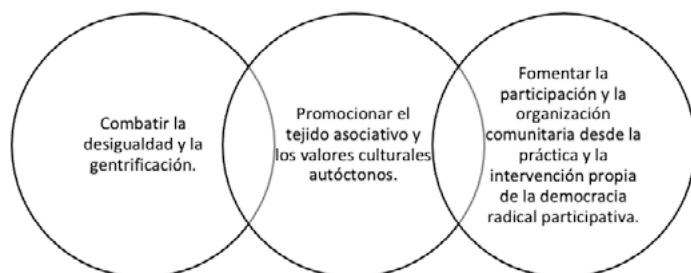 Combatir la
desigualdad y la
gentrificación.
Promocionar el
tejido asociativo y
los valores culturales
autóctonos.
Fomentar la
participación y la
organización
comunitaria desde la
práctica y la
intervención propia
de la democracia
radical participativa.